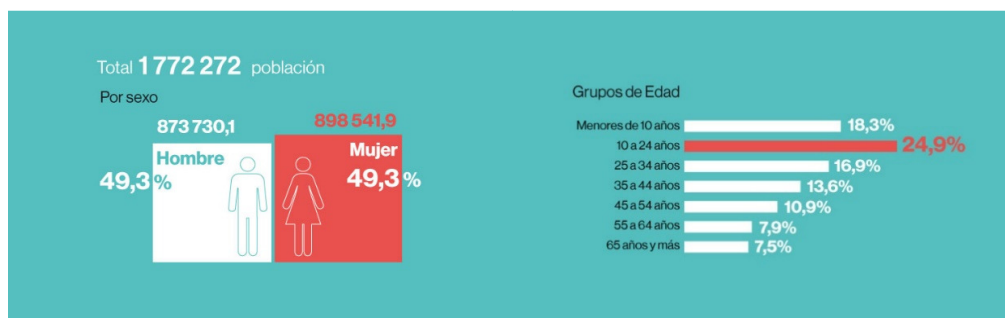 Total 1 772 272 población
Por sexo
873 730,1
898 541,9
Hombre
Mujer
49,3 %
49,3 %
Grupos de Edad
Menores de 10 años 18,3%
10 a 24 años 24,9%
25 a 34 años 16,9%
35 a 44 años 13,6%
45 a 54 años 10,9%
55 a 64 años 7,9%
65 años y más 7,5%